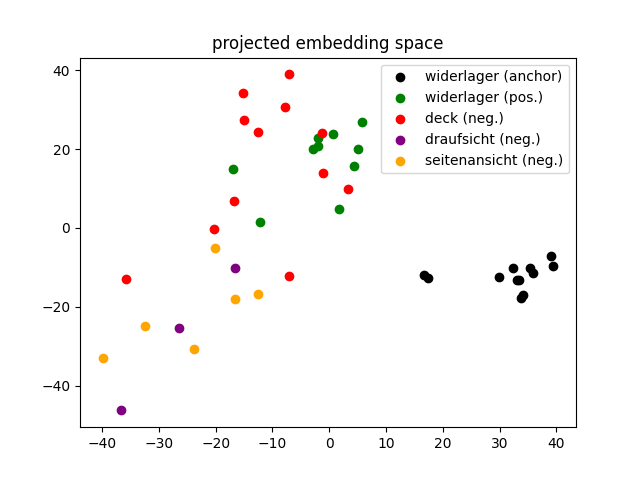 projected embedding space
widerlager (anchor)
widerlager (pos.)
deck (neg.)
draufsicht (neg.)
seitenansicht (neg.)
40
20
0
−20
−40
−40 −30 −20 −10 0 10 20 30 40